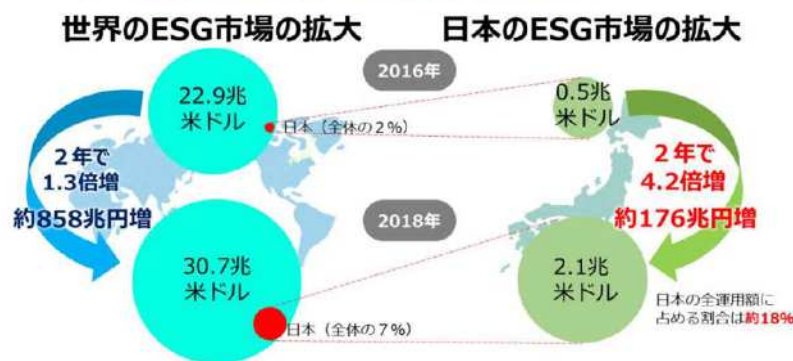 世界のESG市場の拡大
日本のESG市場の拡大
2016年
22.9兆
米ドル
日本（全体の２％）
0.5兆
米ドル
２年で
1.3倍増
約858兆円増
２年で
4.2倍増
約176兆円増
2018年
30.7兆
米ドル
日本（全体の７％）
2.1兆
米ドル
日本の全運用額に
占める割合は約18%